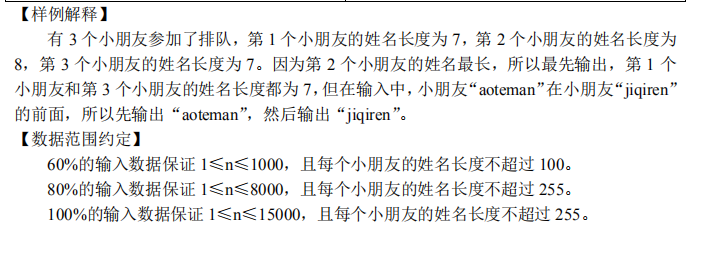 【样例解释】
有 3 个小朋友参加了排队，第 1 个小朋友的姓名长度为 7，第 2 个小朋友的姓名长度为
8，第 3 个小朋友的姓名长度为 7。因为第 2 个小朋友的姓名最长，所以最先输出，第 1 个
小朋友和第 3 个小朋友的姓名长度都为 7，但在输入中，小朋友“aoteman”在小朋友“jiqiren”
的前面，所以先输出“aoteman”，然后输出“jiqiren”。
【数据范围约定】
60%的输入数据保证 1≤n≤1000，且每个小朋友的姓名长度不超过 100。
80%的输入数据保证 1≤n≤8000，且每个小朋友的姓名长度不超过 255。
100%的输入数据保证 1≤n≤15000，且每个小朋友的姓名长度不超过 255。